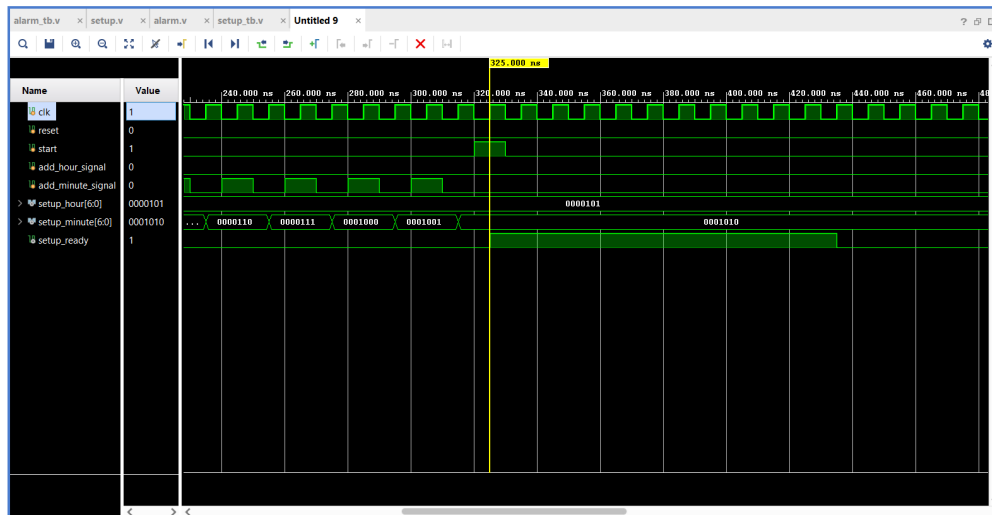 alarm_tb.v × setup.v × alarm.v × setup_tb.v × Untitled 9 × ?
325.000 ns
Name Value
240.000 ns 260.000 ns 280.000 ns 300.000 ns 320.000 ns 340.000 ns 360.000 ns 380.000 ns 400.000 ns 420.000 ns 440.000 ns 460.000 ns 48
clk 1
reset 0
start 1
add_hour_signal 0
add_minute_signal 0
setup_hour[6:0] 0000101 0000101
setup_minute[6:0] 0001010 ... 0000110 0000111 0001000 0001001 0001010
setup_ready 1